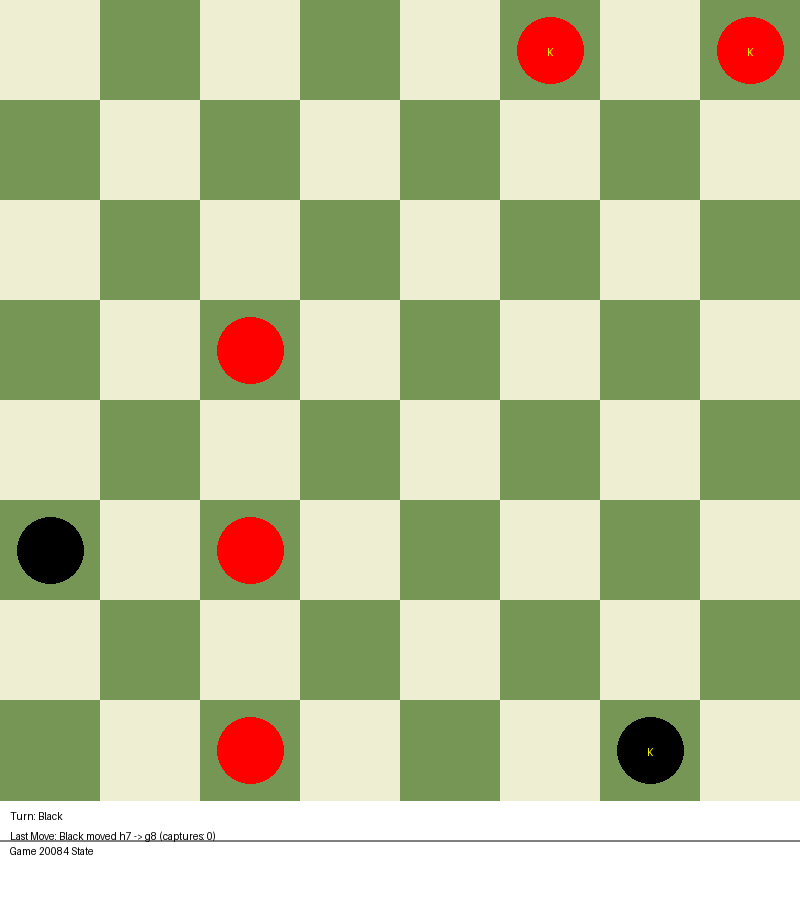 K K
K
Turn: Black
Last Move: Black moved h7 -> g8 (captures: 0)
Game 20084 State